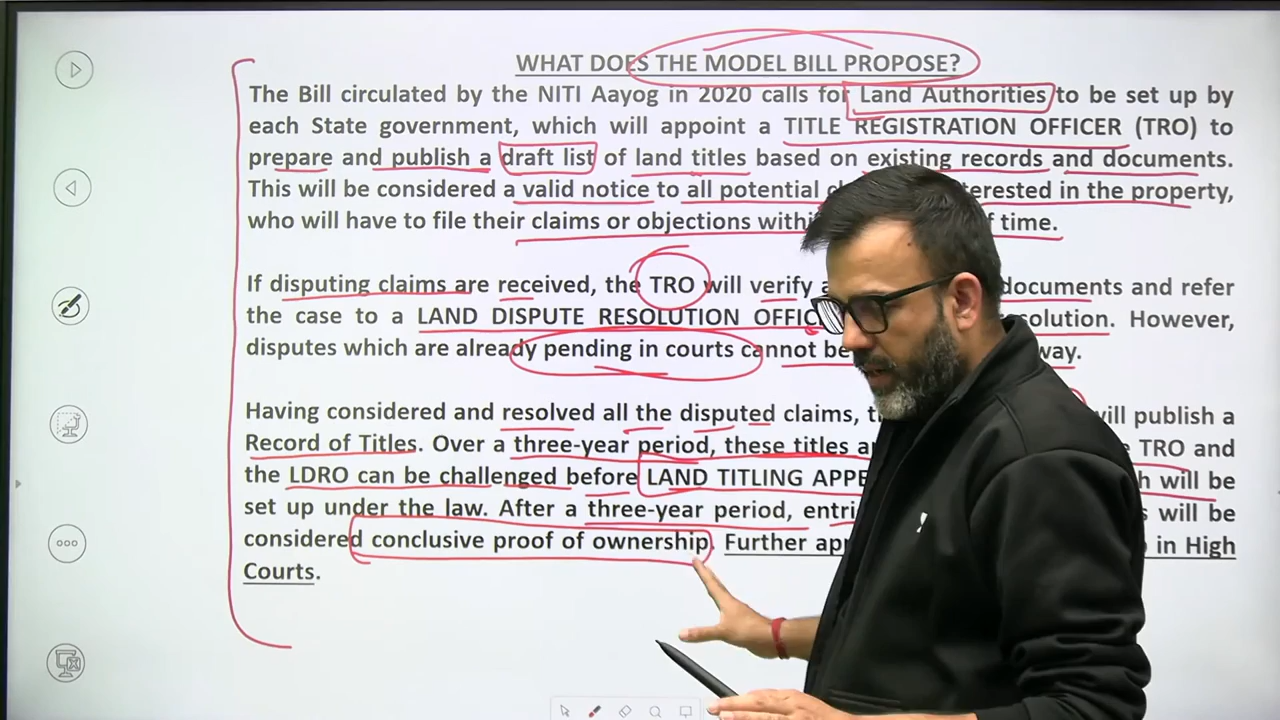 WHAT DOES THE MODEL BILL PROPOSE?
The Bill circulated by the NITI Aayog in 2020 calls for Land Authorities to be set up by
each State government, which will appoint a TITLE REGISTRATION OFFICER (TRO) to
prepare and publish a draft list of land titles based on existing records and documents.
This will be considered a valid notice to all potential interested in the property,
who will have to file their claims or objections of time.
If disputing claims are received, the TRO will verify documents and refer
the case to a LAND DISPUTE RESOLUTION However,
disputes which are already pending in courts cannot be
Having considered and resolved all the disputed claims, will publish a
Record of Titles. Over a three-year period, these titles TRO and
the LDRO can be challenged before LAND TITLING will be
set up under the law. After a three-year period, will be
considered conclusive proof of ownership. Further in High
Courts.